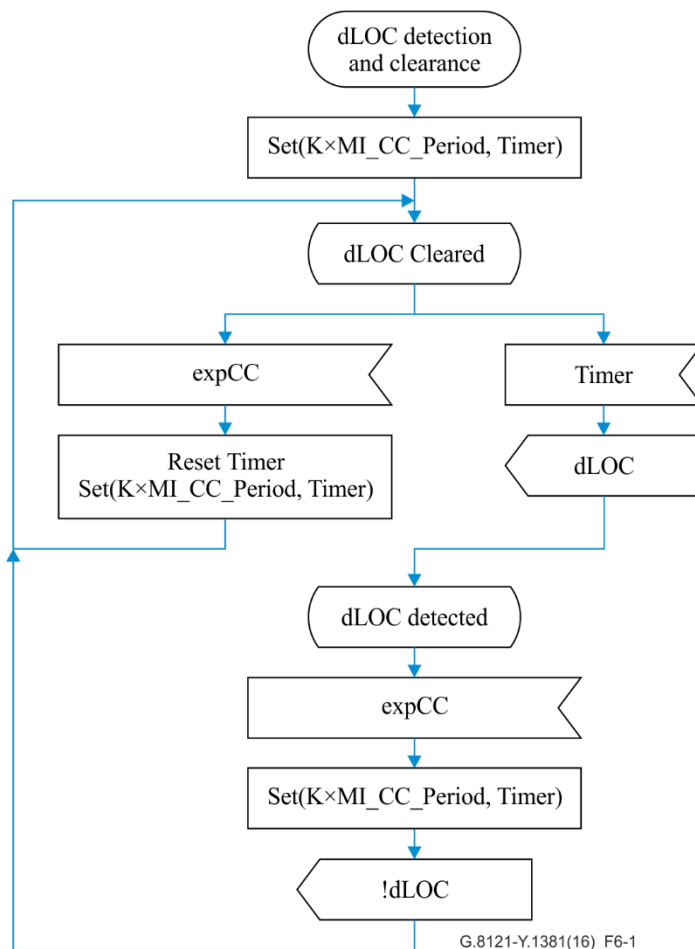 dLOC detection
and clearance
Set(K×MI_CC_Period, Timer)
dLOC Cleared
expCC
Timer
Reset Timer
Set(K×MI_CC_Period, Timer)
dLOC
dLOC detected
expCC
Set(K×MI_CC_Period, Timer)
!dLOC
G.8121-Y.1381(16)_F6-1